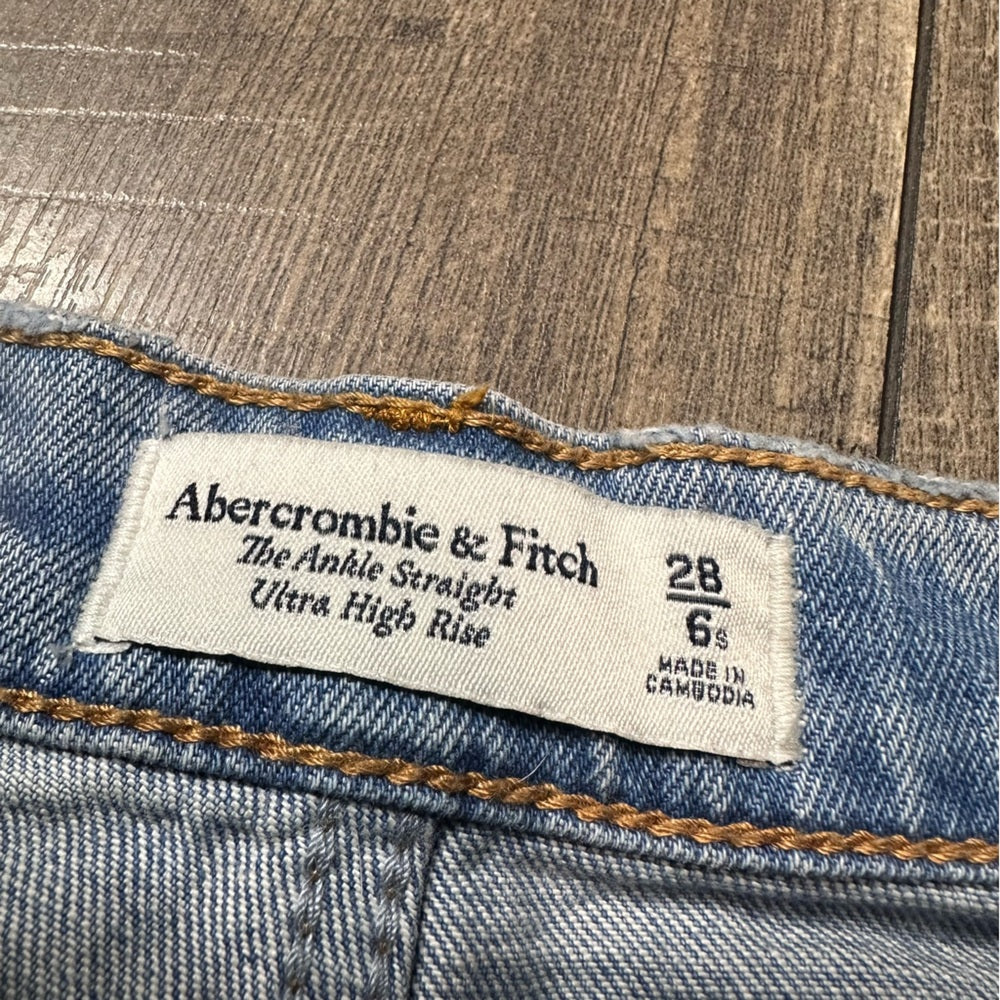 Abercrombie & Fitch
The Ankle Straight
Ultra High Rise
28
6s
MADE IN
CAMBODIA